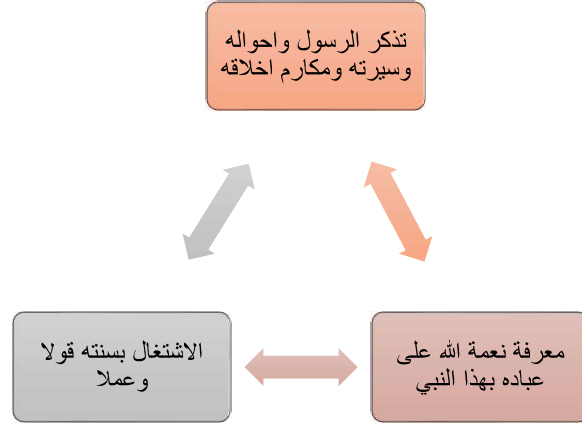 تذكر الرسول واحواله
وسيرته ومكارم اخلاقه
معرفة نعمة الله على
عباده بهذا النبي
الاشتغال بسنته قولا
وعملا